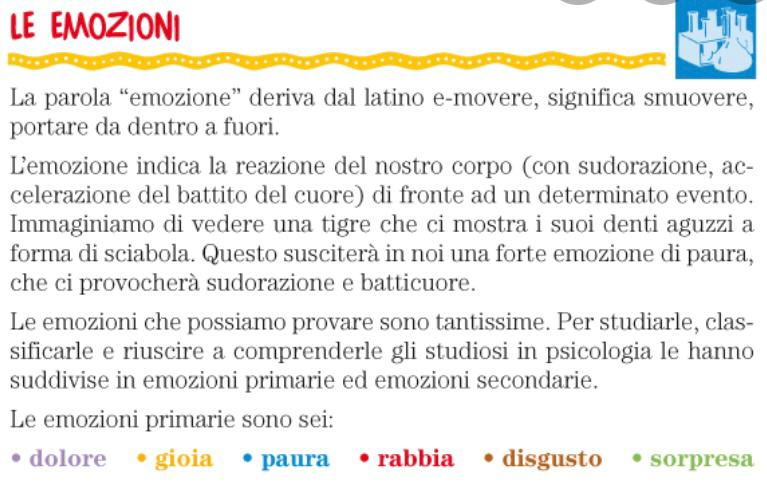 LE EMOZIONI
La parola “emozione” deriva dal latino e-movere, significa smuovere,
portare da dentro a fuori.
L’emozione indica la reazione del nostro corpo (con sudorazione, ac-
celerazione del battito del cuore) di fronte ad un determinato evento.
Immaginiamo di vedere una tigre che ci mostra i suoi denti aguzzi a
forma di sciabola. Questo susciterà in noi una forte emozione di paura,
che ci provocherà sudorazione e batticuore.
Le emozioni che possiamo provare sono tantissime. Per studiarle, clas-
sificarle e riuscire a comprenderle gli studiosi in psicologia le hanno
suddivise in emozioni primarie ed emozioni secondarie.
Le emozioni primarie sono sei:
• dolore • gioia • paura • rabbia • disgusto • sorpresa